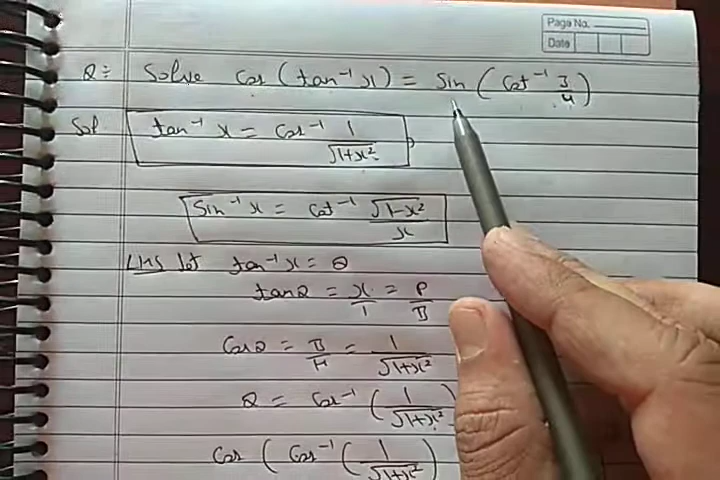 Page No.
Date
Q÷ Solve Cos (tan⁻¹ x) = Sin (Cot⁻¹ 3/4)
Sol tan⁻¹ x = Cos⁻¹ 1/√1+x²,
Sin⁻¹ x = Cot⁻¹ √1-x²/x
LHS let tan⁻¹ x = θ
tan θ = x/1 = P/B
Cos θ = B/H = 1/√1+x²
θ = Cos⁻¹ (1/√1+x²)
Cos (Cos⁻¹ (1/√1+x²)